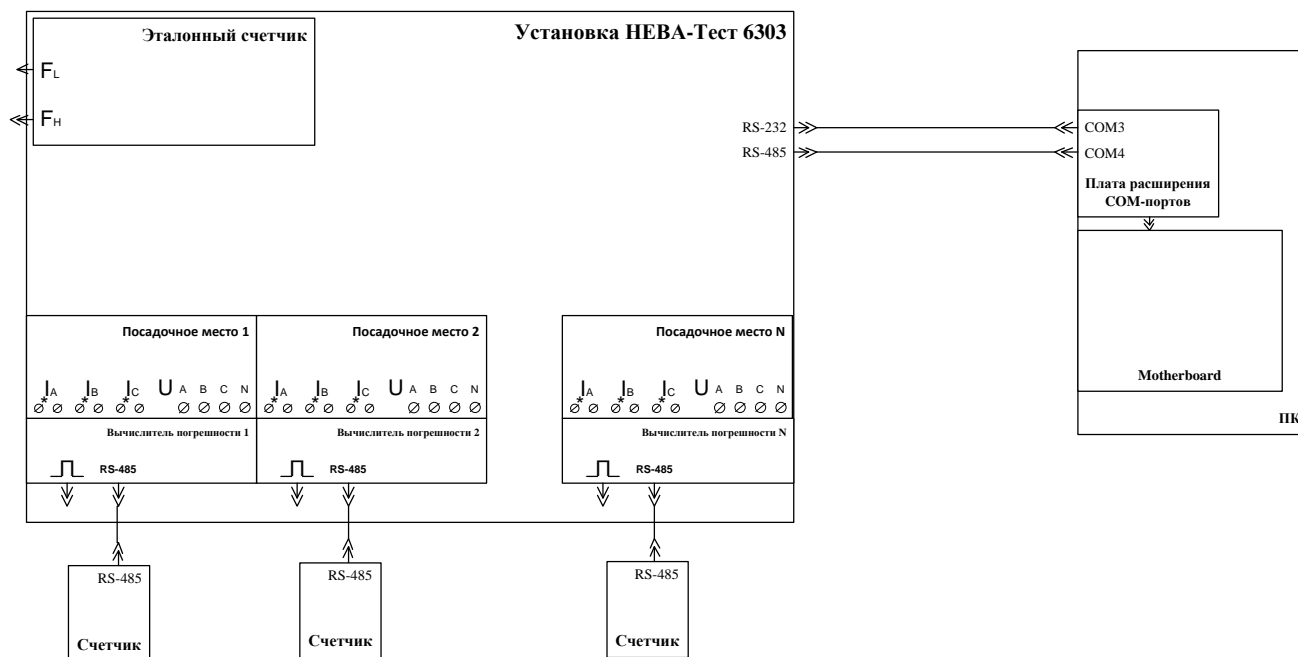 Эталонный счетчик
Установка НЕВА-Тест 6303
FL
FH
RS-232
RS-485
COM3
COM4
Плата расширения
COM-портов
Motherboard
ПК
Посадочное место 1
IA IB IC U A B C N
* * *
Вычислитель погрешности 1
RS-485
Посадочное место 2
IA IB IC U A B C N
* * *
Вычислитель погрешности 2
RS-485
Посадочное место N
IA IB IC U A B C N
* * *
Вычислитель погрешности N
RS-485
RS-485
Счетчик
RS-485
Счетчик
RS-485
Счетчик